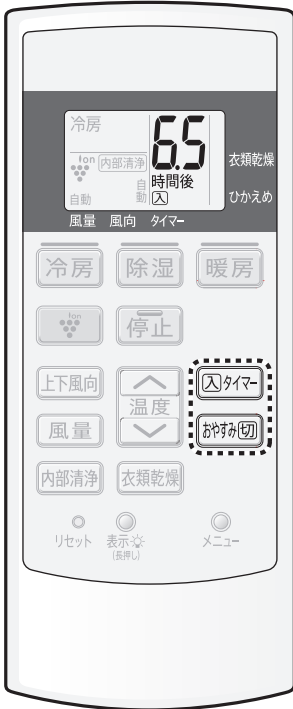 冷房 6.5
ion 内部清浄 衣類乾燥
自動 自動 時間後
入 ひかえめ
風量 風向 タイマー
冷房 除湿 暖房
ion 停止
上下風向 入タイマー
温度
風量 おやすみ切
内部清浄 衣類乾燥
リセット 表示 メニュー
(長押し)